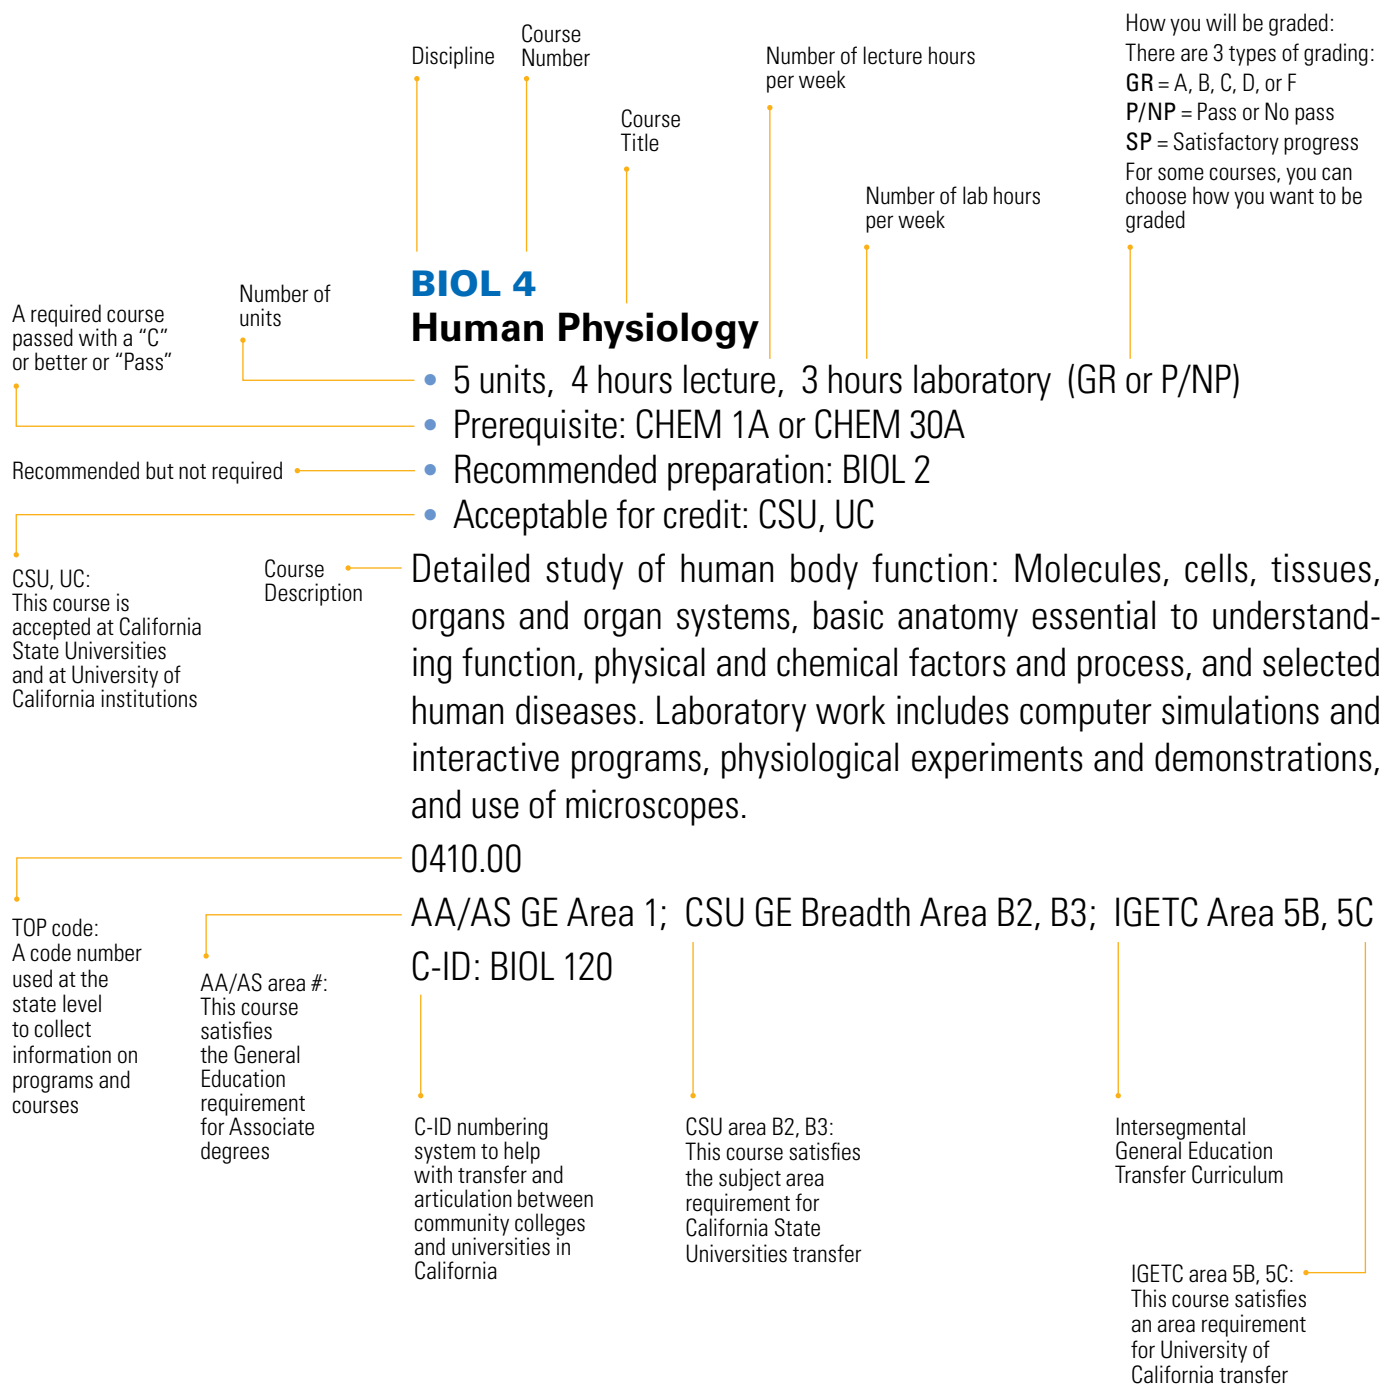 Discipline
Course
Number
Course
Title
Number of lecture hours
per week
Number of lab hours
per week
How you will be graded:
There are 3 types of grading:
GR = A, B, C, D, or F
P/NP = Pass or No pass
SP = Satisfactory progress
For some courses, you can
choose how you want to be
graded
A required course
passed with a “C”
or better or “Pass”
Number of
units
BIOL 4
Human Physiology
• 5 units, 4 hours lecture, 3 hours laboratory (GR or P/NP)
• Prerequisite: CHEM 1A or CHEM 30A
Recommended but not required
• Recommended preparation: BIOL 2
• Acceptable for credit: CSU, UC
CSU, UC:
This course is
accepted at California
State Universities
and at University of
California institutions
Course
Description
Detailed study of human body function: Molecules, cells, tissues,
organs and organ systems, basic anatomy essential to understand-
ing function, physical and chemical factors and process, and selected
human diseases. Laboratory work includes computer simulations and
interactive programs, physiological experiments and demonstrations,
and use of microscopes.
0410.00
AA/AS GE Area 1; CSU GE Breadth Area B2, B3; IGETC Area 5B, 5C
C-ID: BIOL 120
TOP code:
A code number
used at the
state level
to collect
information on
programs and
courses
AA/AS area #:
This course
satisfies
the General
Education
requirement
for Associate
degrees
C-ID numbering
system to help
with transfer and
articulation between
community colleges
and universities in
California
CSU area B2, B3:
This course satisfies
the subject area
requirement for
California State
Universities transfer
Intersegmental
General Education
Transfer Curriculum
IGETC area 5B, 5C:
This course satisfies
an area requirement
for University of
California transfer